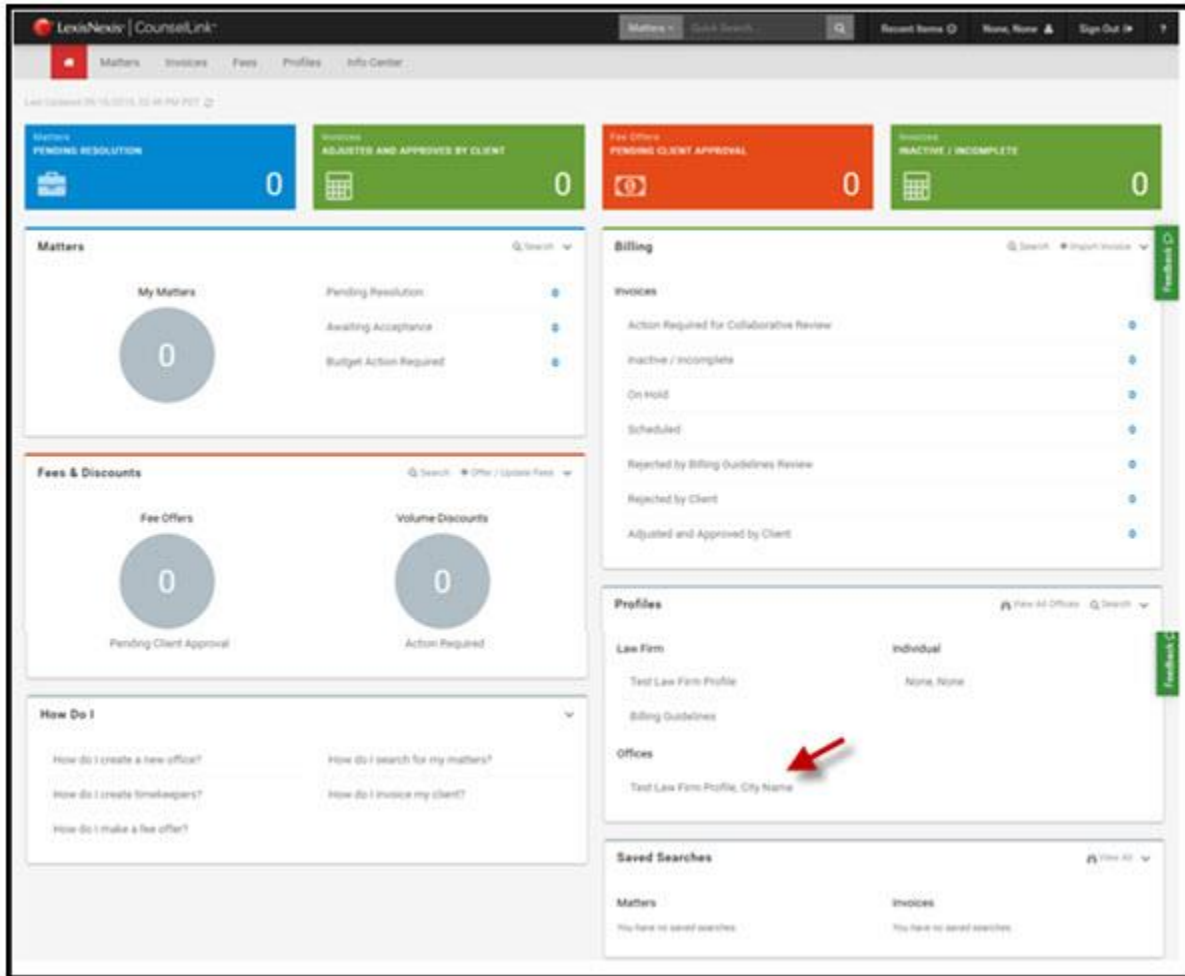 LexisNexis | CounselLink
Matters Quick Search... Recent Items None, None Sign Out ?
Matters Invoices Fees Profiles Info Center
Matters
PENDING RESOLUTION
0
Invoices
ADJUSTED AND APPROVED BY CLIENT
0
Fee Offers
PENDING CLIENT APPROVAL
0
Invoices
INACTIVE / INCOMPLETE
0
Feedback
Matters Search
My Matters
0
Pending Resolution 0
Awaiting Acceptance 0
Budget Action Required 0
Billing Search Import Invoice
Invoices
Action Required for Collaborative Review 0
Inactive / Incomplete 0
On Hold 0
Scheduled 0
Rejected by Billing Guidelines Review 0
Rejected by Client 0
Adjusted and Approved by Client 0
Fees & Discounts Search Offer / Update Fees
Fee Offers Volume Discounts
0 0
Pending Client Approval Action Required
Profiles View All Offices Search
Law Firm Individual
Test Law Firm Profile None, None
Billing Guidelines
Offices
Test Law Firm Profile, City Name
Feedback
How Do I
How do I create a new office? How do I search for my matters?
How do I create timekeepers? How do I invoice my client?
How do I make a fee offer?
Saved Searches View All
Matters Invoices
You have no saved searches You have no saved searches